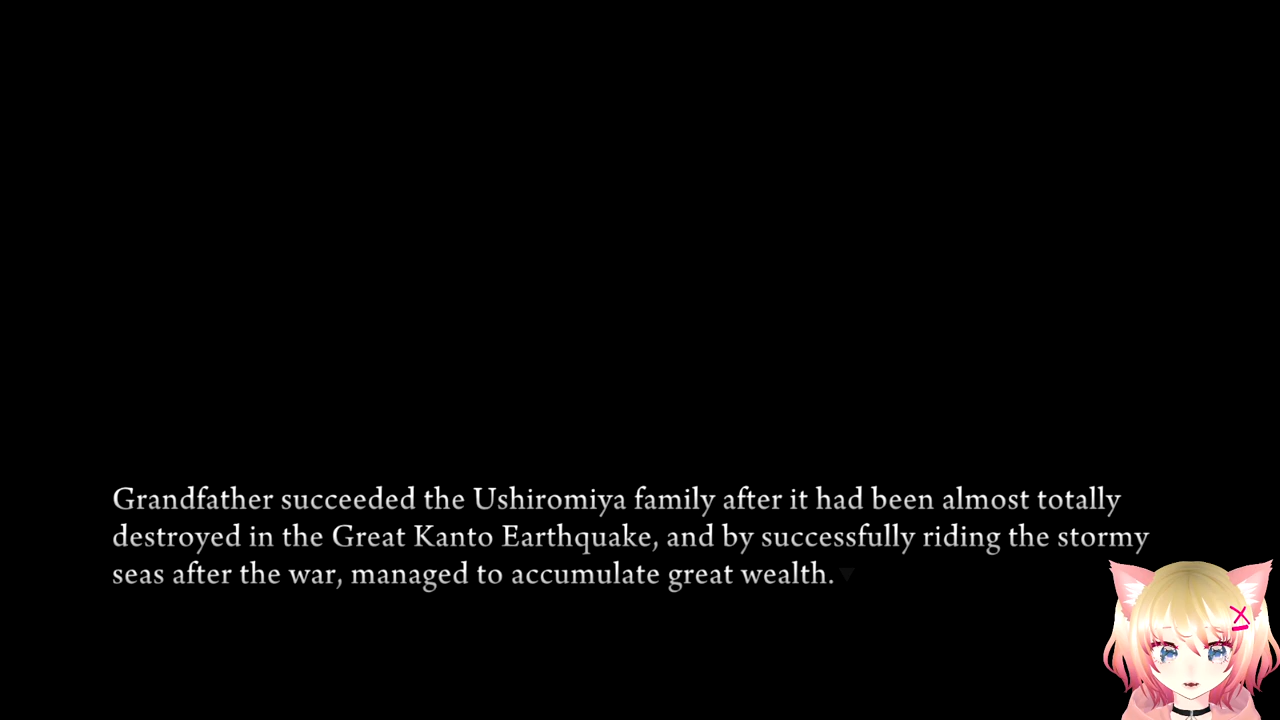 Grandfather succeeded the Ushiromiya family after it had been almost totally
destroyed in the Great Kanto Earthquake, and by successfully riding the stormy
seas after the war, managed to accumulate great wealth.